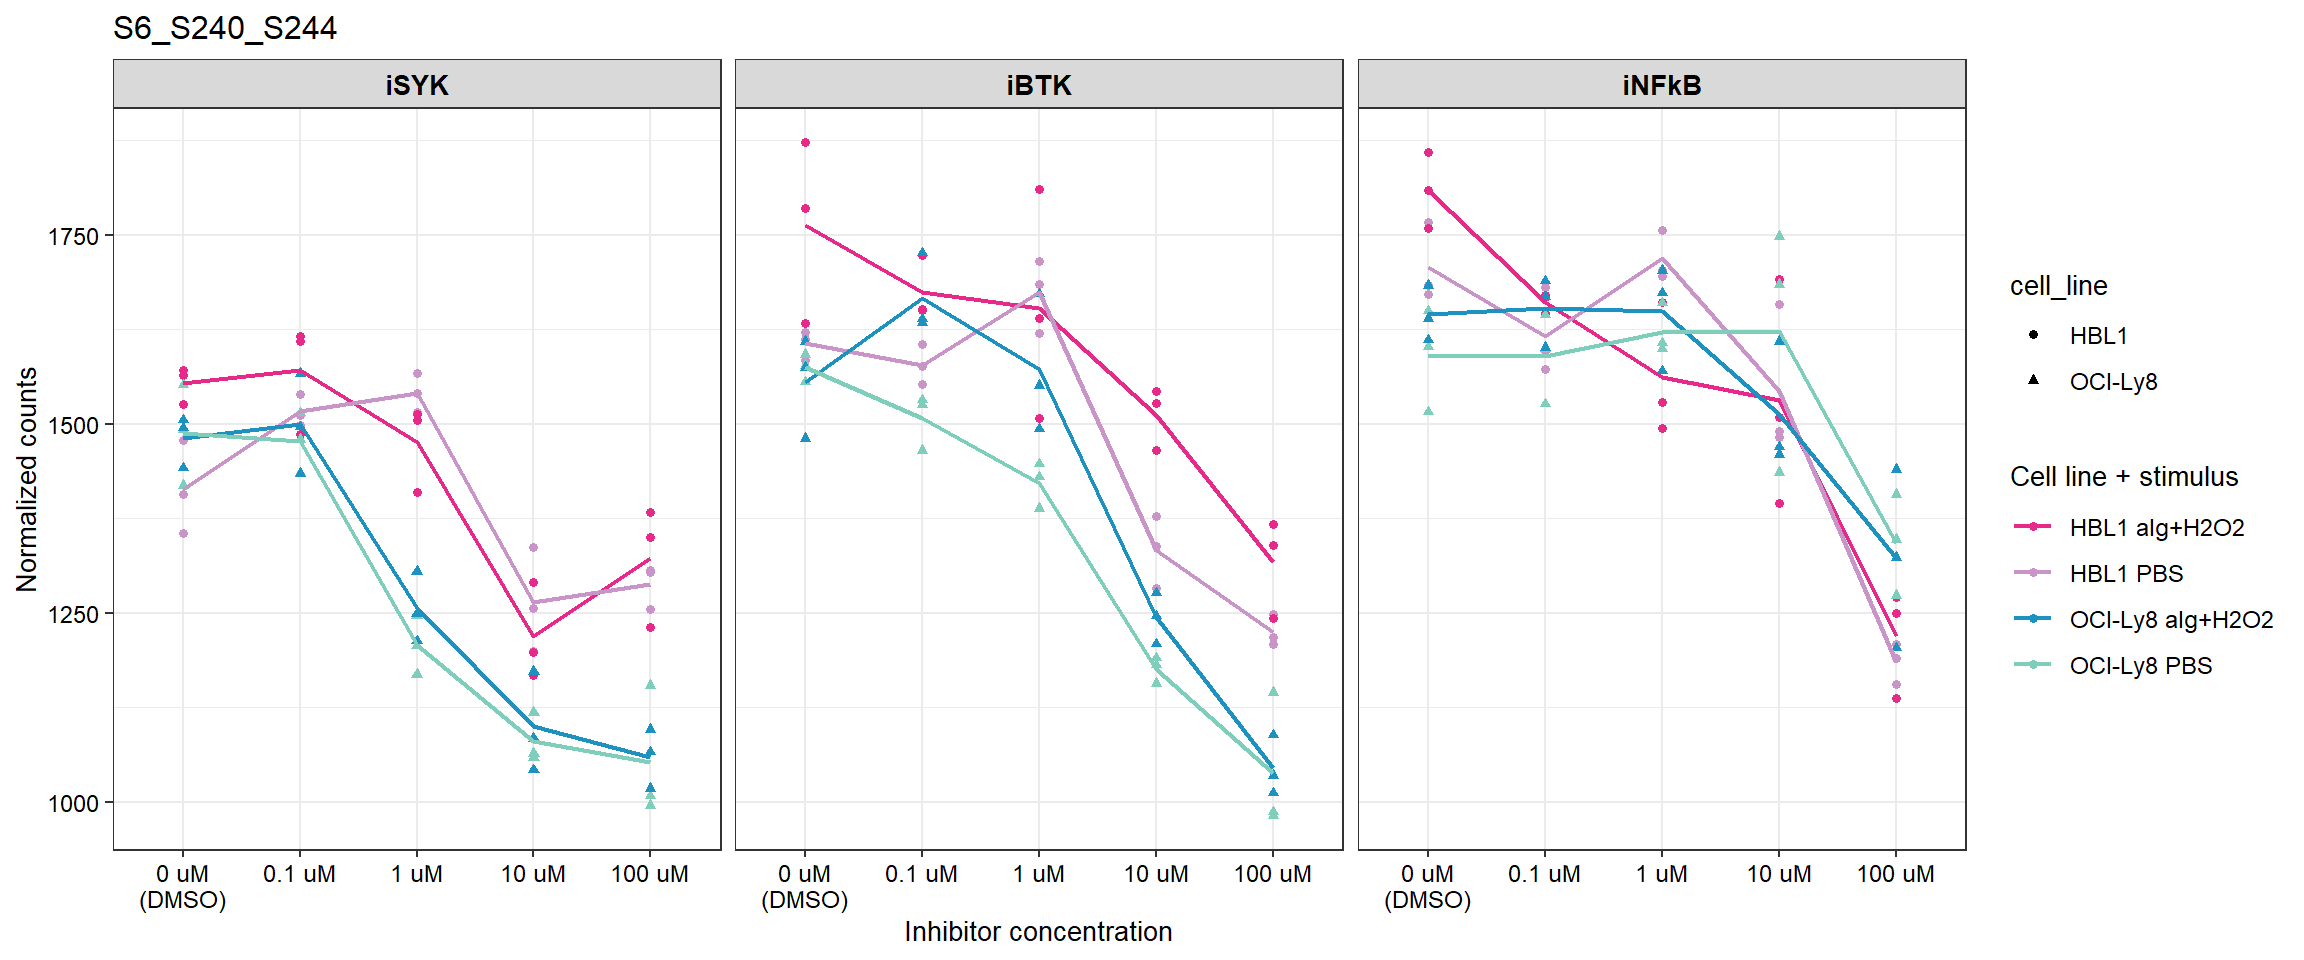 S6_S240_S244
iSYK
iBTK
iNFkB
Normalized counts
1750
1500
1250
1000
0 uM
(DMSO)
0.1 uM
1 uM
10 uM
100 uM
0 uM
(DMSO)
0.1 uM
1 uM
10 uM
100 uM
0 uM
(DMSO)
0.1 uM
1 uM
10 uM
100 uM
Inhibitor concentration
cell_line
HBL1
OCI-Ly8
Cell line + stimulus
HBL1 aIg+H2O2
HBL1 PBS
OCI-Ly8 aIg+H2O2
OCI-Ly8 PBS